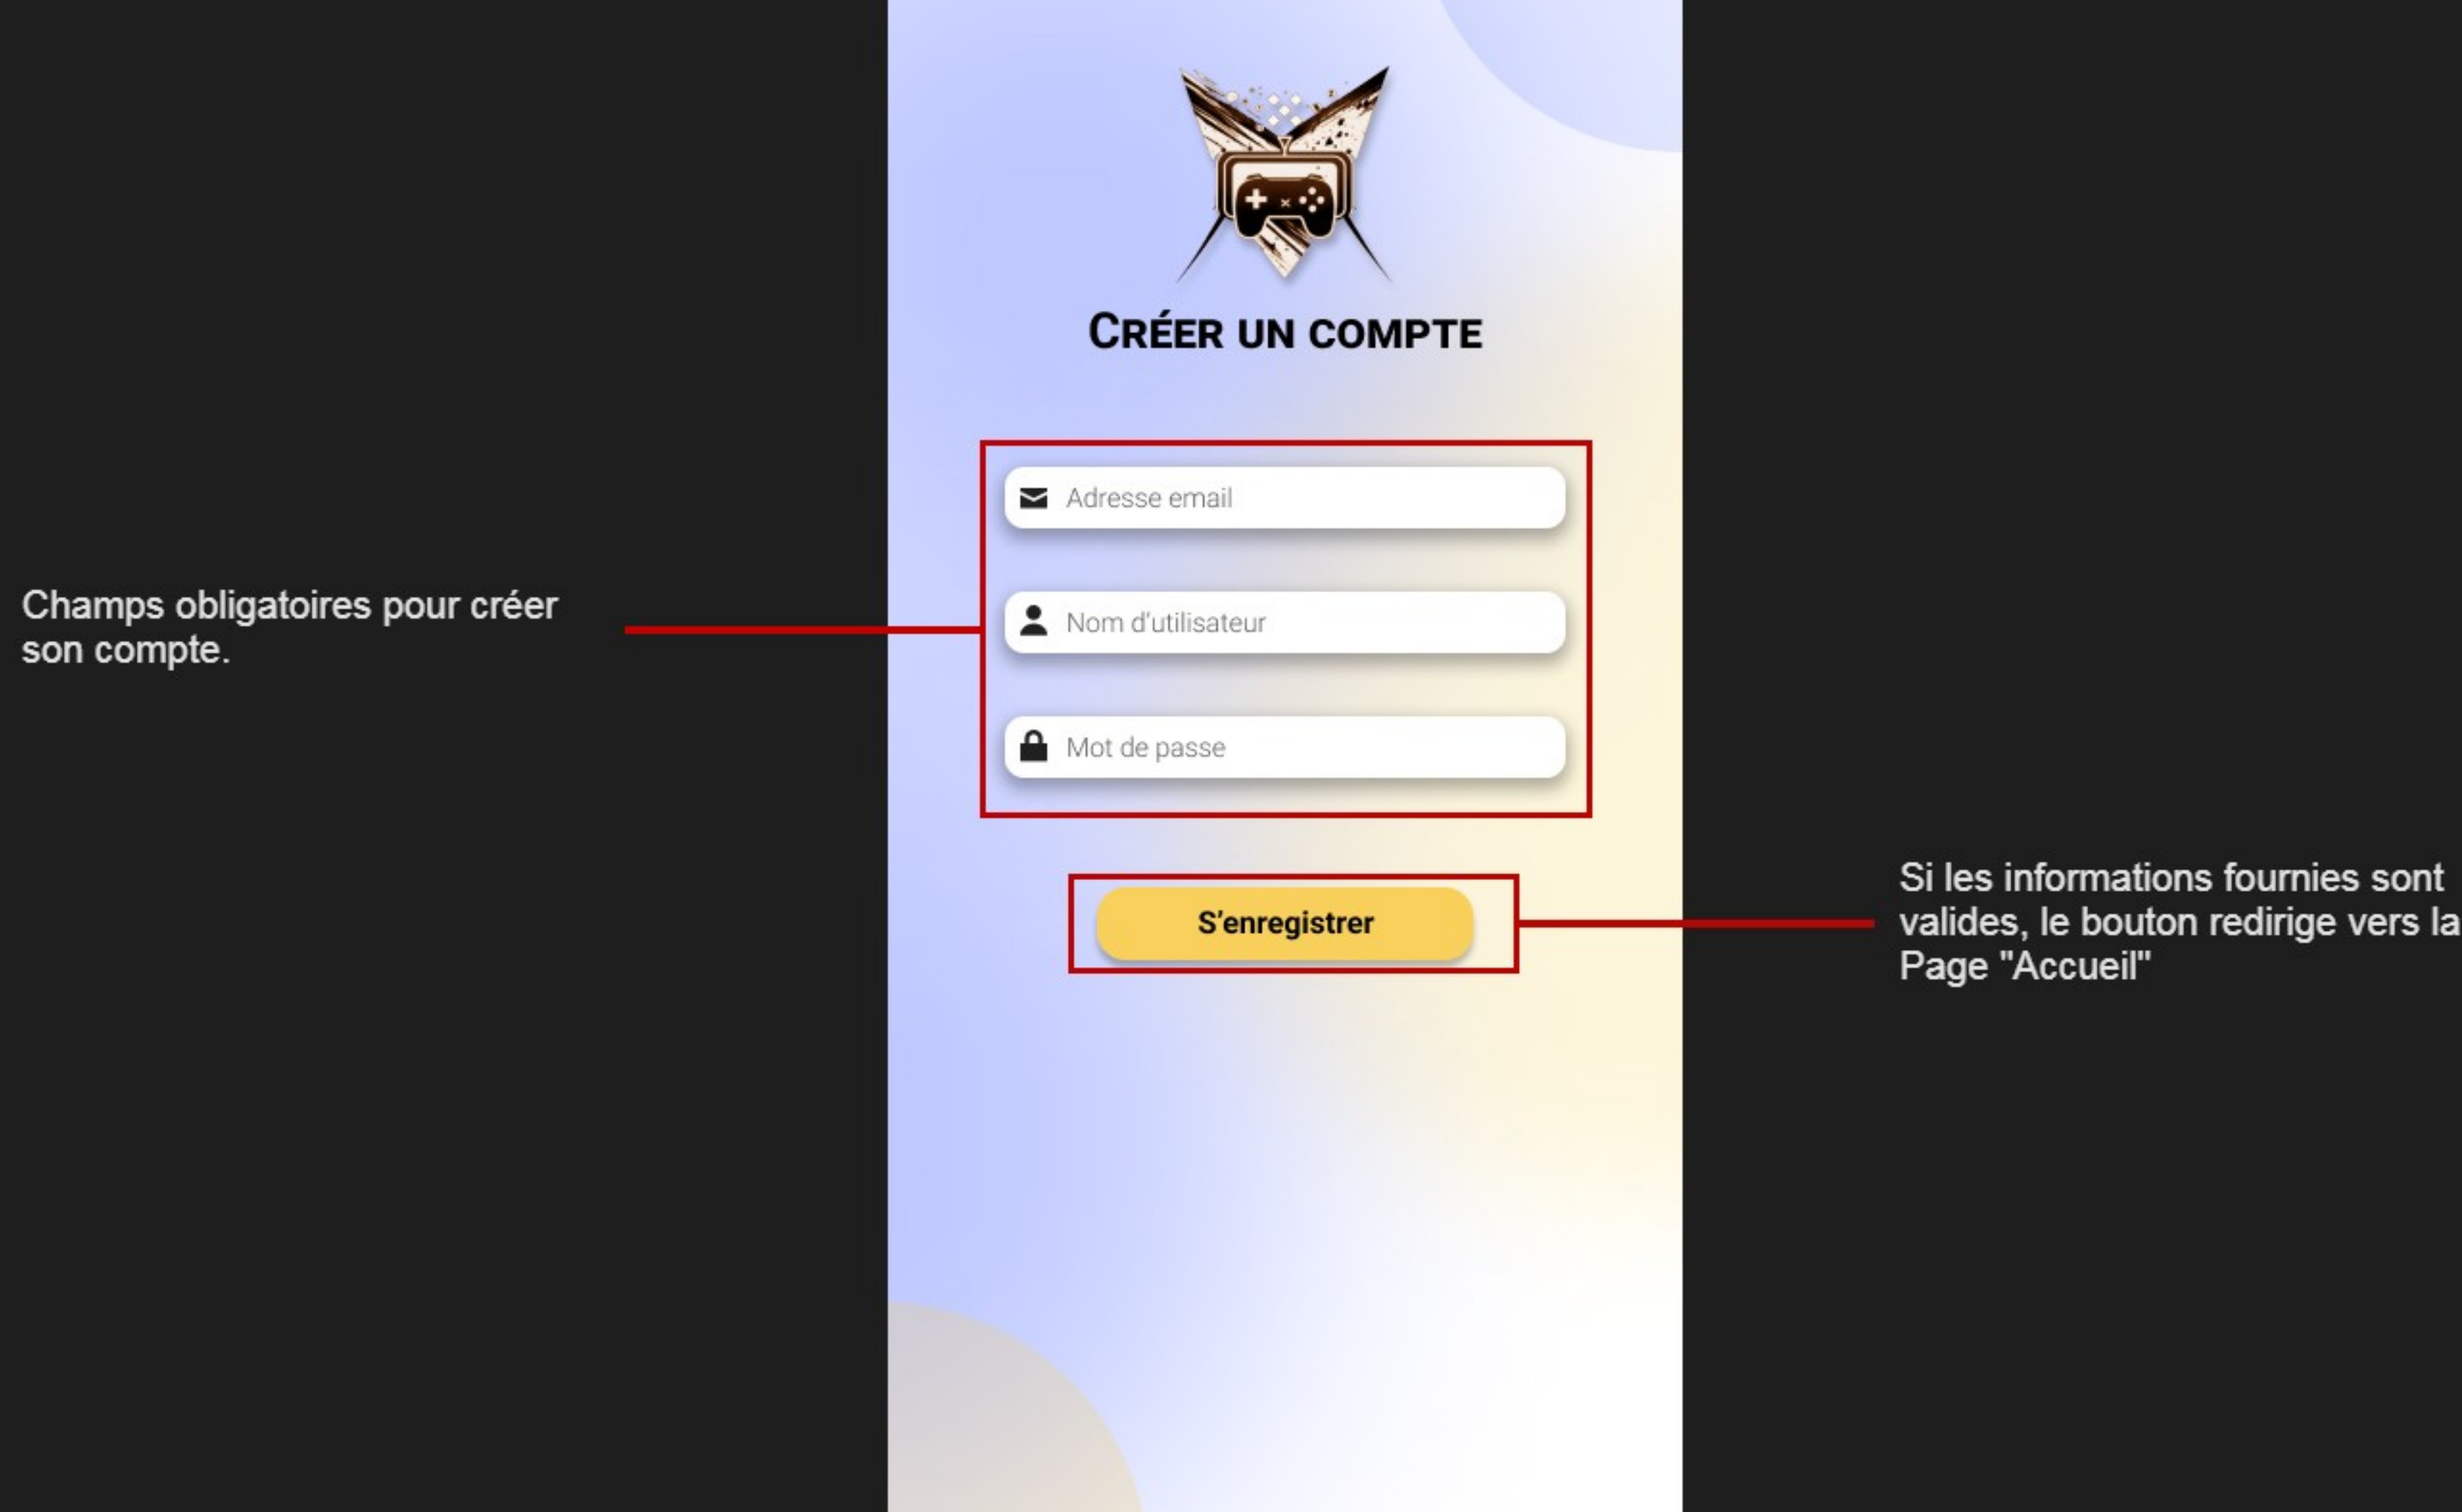 CRÉER UN COMPTE
Adresse email
Nom d'utilisateur
Mot de passe
Champs obligatoires pour créer
son compte.
S'enregistrer
Si les informations fournies sont
valides, le bouton redirige vers la
Page "Accueil"